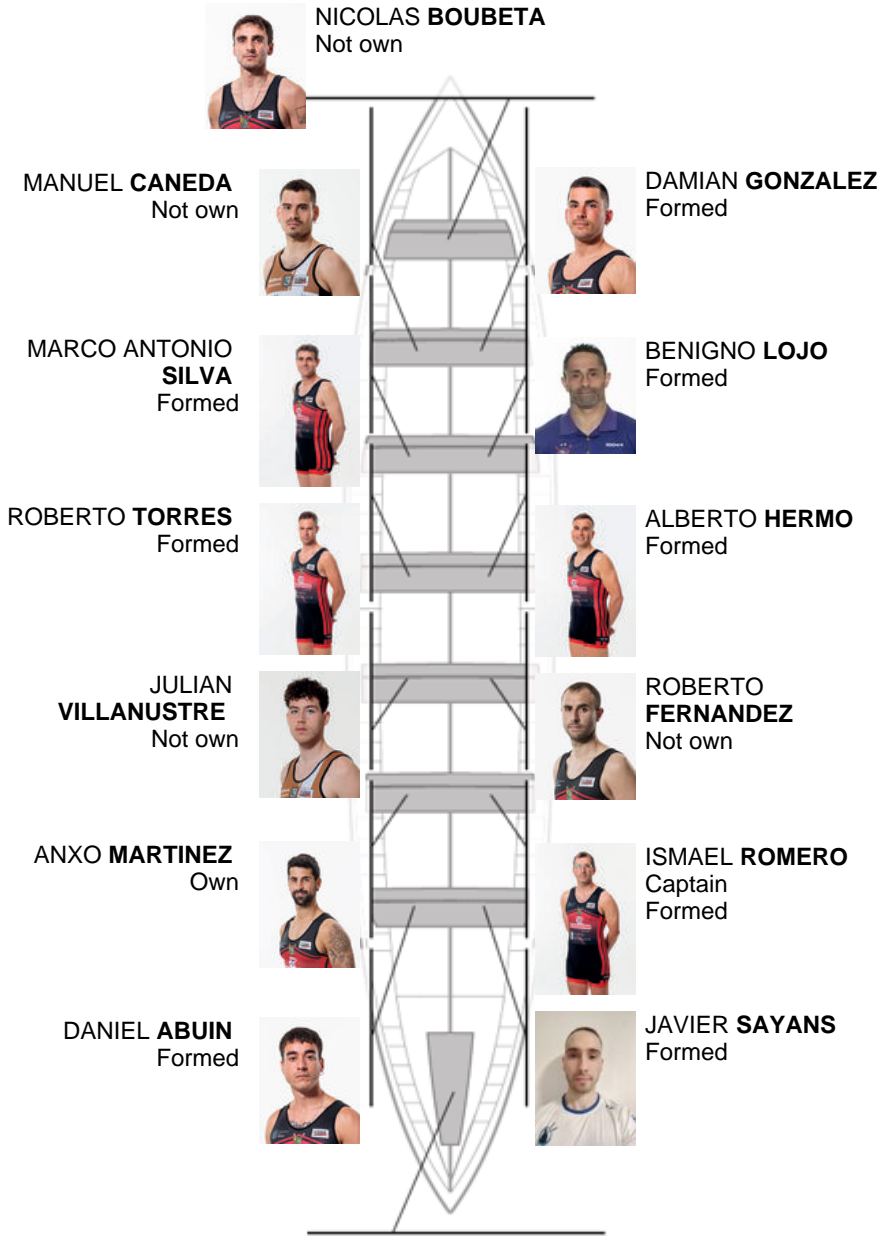 NICOLAS BOUBETA
Not own
MANUEL CANEDA
Not own
DAMIAN GONZALEZ
Formed
MARCO ANTONIO
SILVA
Formed
BENIGNO LOJO
Formed
ROBERTO TORRES
Formed
ALBERTO HERMO
Formed
JULIAN
VILLANUSTRE
Not own
ROBERTO
FERNANDEZ
Not own
ANXO MARTINEZ
Own
ISMAEL ROMERO
Captain
Formed
DANIEL ABUIN
Formed
JAVIER SAYANS
Formed